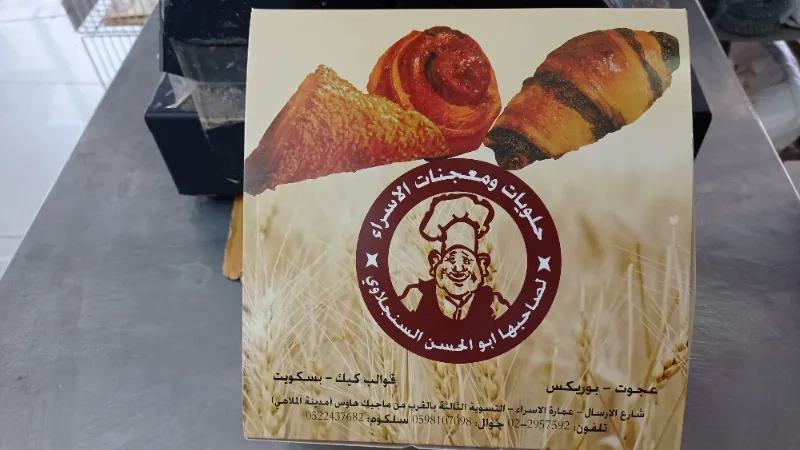 حلويات ومعجنات الاسراء
لصاحبها ابو الحسن السنجلاوي
عجوت - بوريكس
قوالب كيك - بسكويت
شارع الارسال - عمارة الاسراء - التسوية الثالثة بالقرب من ماجيك هاوس (مدينة الملاهي)
تلفون: 2957592-02 جوال: 0598107098 سلكوم: 0522437682